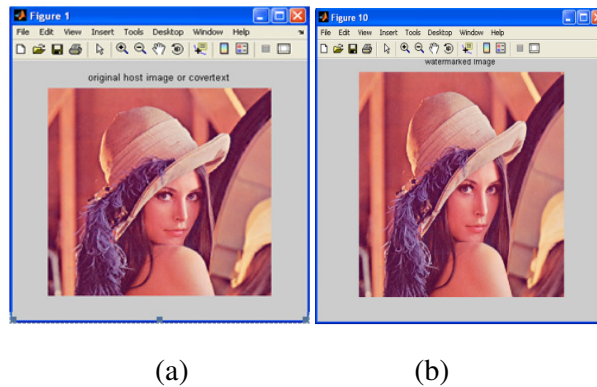 Figure 1
File Edit View Insert Tools Desktop Window Help
original host image or covertext
Figure 10
File Edit View Insert Tools Desktop Window Help
watermarked image
(a)
(b)